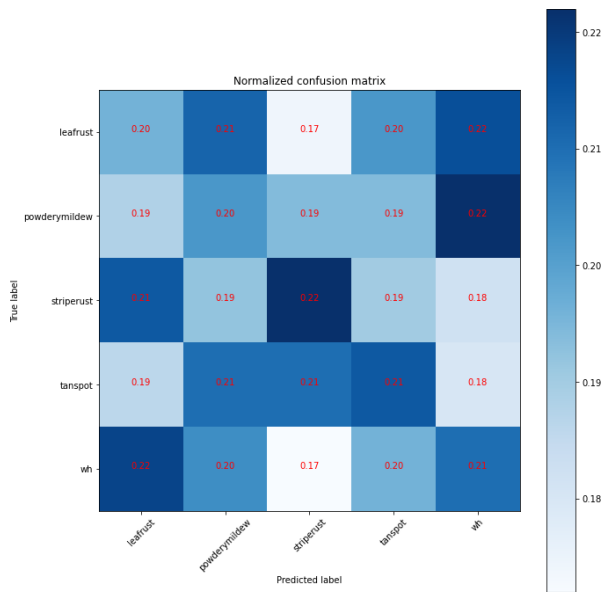 Normalized confusion matrix
True label
leafrust 0.20 0.17 0.20
powderymildew 0.19 0.20 0.19 0.19 0.22
striperust 0.19 0.22 0.19 0.18
tanspot 0.19 0.21 0.21 0.21 0.18
wh 0.22 0.20 0.17 0.20 0.21
leafrust powderymildew striperust tanspot wh
Predicted label
0.22
0.21
0.20
0.19
0.18